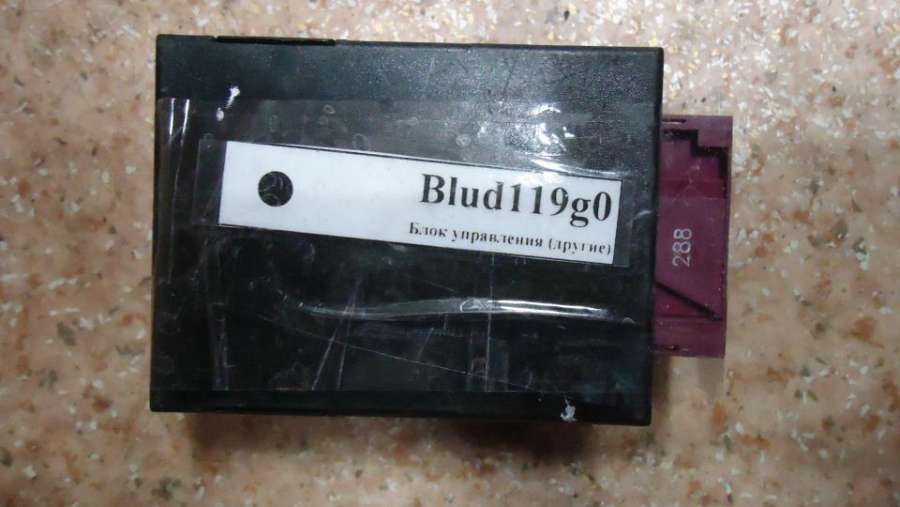 Blud119g0
Блок управления (другие)
288